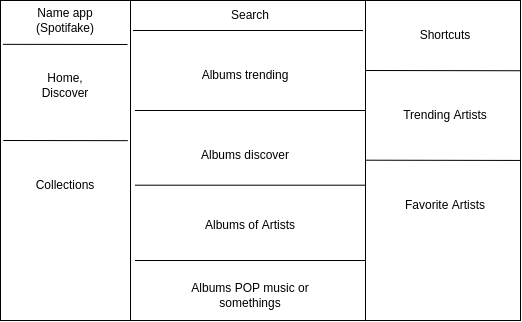 Name app
(Spotifake)
Home,
Discover
Collections
Search
Albums trending
Albums discover
Albums of Artists
Albums POP music or
somethings
Shortcuts
Trending Artists
Favorite Artists